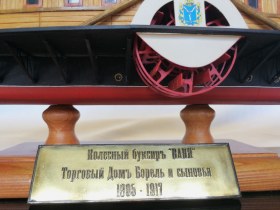 Колесный буксиръ "ВАНЯ"
Торговый Домъ Борель и сыновья
1895 - 1917